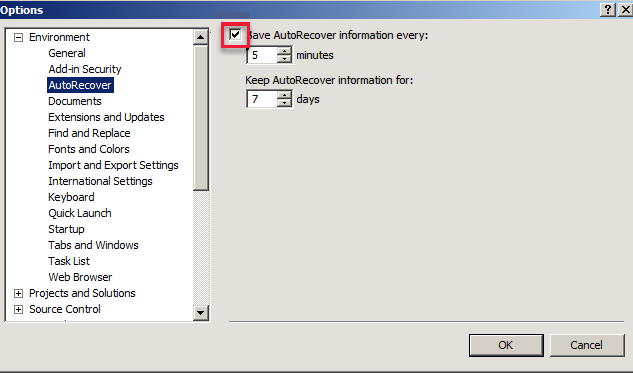 Options
Environment
General
Add-in Security
AutoRecover
Documents
Extensions and Updates
Find and Replace
Fonts and Colors
Import and Export Settings
International Settings
Keyboard
Quick Launch
Startup
Tabs and Windows
Task List
Web Browser
Projects and Solutions
Source Control
Save AutoRecover information every:
5 minutes
Keep AutoRecover information for:
7 days
OK
Cancel